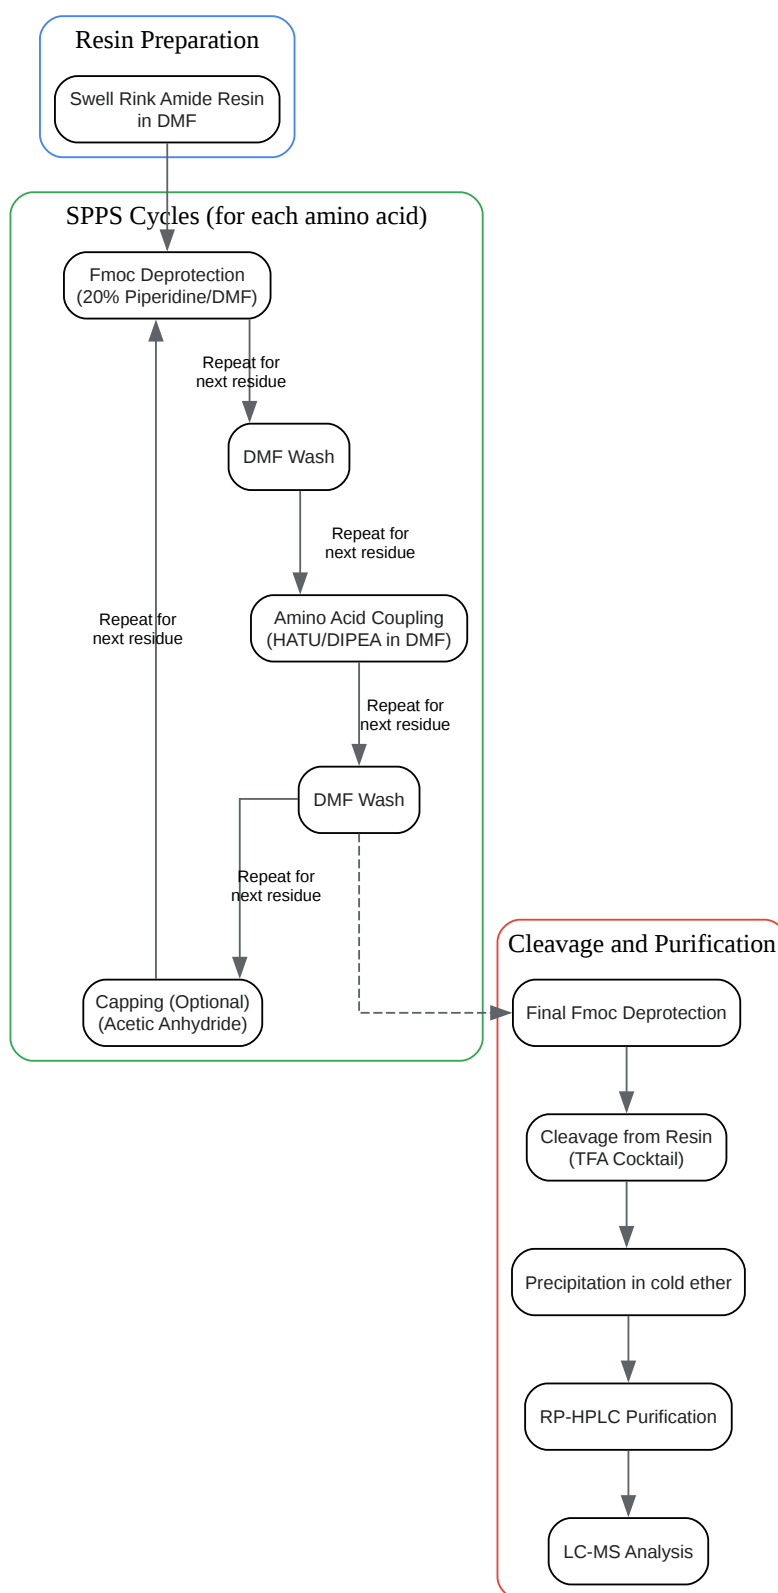 Resin Preparation
Swell Rink Amide Resin
in DMF
SPPS Cycles (for each amino acid)
Fmoc Deprotection
(20% Piperidine/DMF)
Repeat for
next residue
DMF Wash
Repeat for
next residue
Amino Acid Coupling
(HATU/DIPEA in DMF)
Repeat for
next residue
Repeat for
next residue
DMF Wash
Repeat for
next residue
Capping (Optional)
(Acetic Anhydride)
Cleavage and Purification
Final Fmoc Deprotection
Cleavage from Resin
(TFA Cocktail)
Precipitation in cold ether
RP-HPLC Purification
LC-MS Analysis